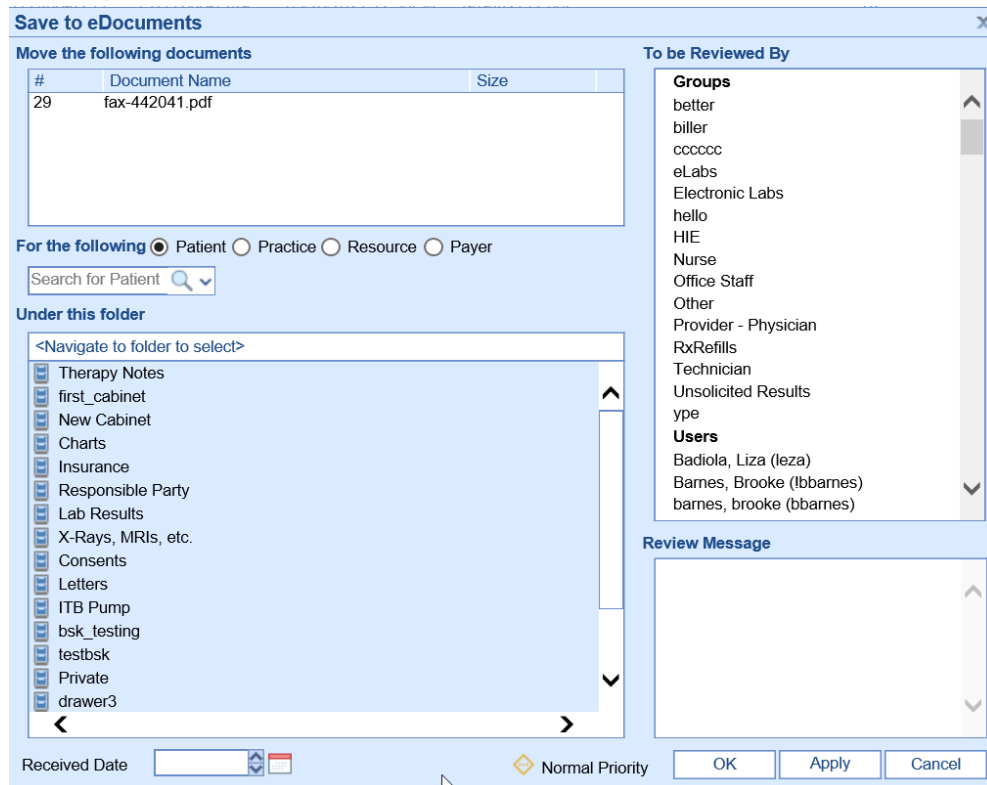 Save to eDocuments
Move the following documents
# Document Name Size
29 fax-442041.pdf
For the following Patient Practice Resource Payer
Search for Patient
Under this folder
<Navigate to folder to select>
Therapy Notes
first_cabinet
New Cabinet
Charts
Insurance
Responsible Party
Lab Results
X-Rays, MRIs, etc.
Consents
Letters
ITB Pump
bsk_testing
testbsk
Private
drawer3
Received Date
To be Reviewed By
Groups
better
biller
cccccc
eLabs
Electronic Labs
hello
HIE
Nurse
Office Staff
Other
Provider - Physician
RxRefills
Technician
Unsolicited Results
ype
Users
Badiola, Liza (leza)
Barnes, Brooke (!bbarnes)
barnes, brooke (bbarnes)
Review Message
Normal Priority
OK
Apply
Cancel